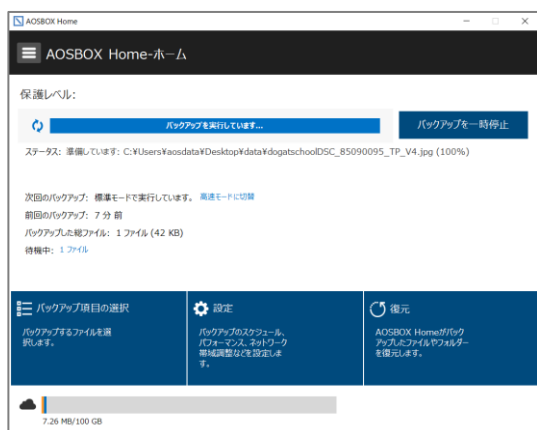 AOSBOX Home
AOSBOX Home-ホーム
保護レベル:
バックアップを実行しています...
バックアップを一時停止
ステータス: 準備しています: C:¥Users¥aosdata¥Desktop¥data¥dogatschoolDSC_85090095_TP_V4.jpg (100%)
次回のバックアップ: 標準モードで実行しています。 高速モードに切替
前回のバックアップ: 7 分 前
バックアップした総ファイル: 1 ファイル (42 KB)
待機中: 1 ファイル
バックアップ項目の選択
バックアップするファイルを選
択します。
設定
バックアップのスケジュール、
パフォーマンス、ネットワーク
帯域調整などを設定しま
す。
復元
AOSBOX Homeがバック
アップしたファイルやフォルダー
を復元します。
7.26 MB/100 GB